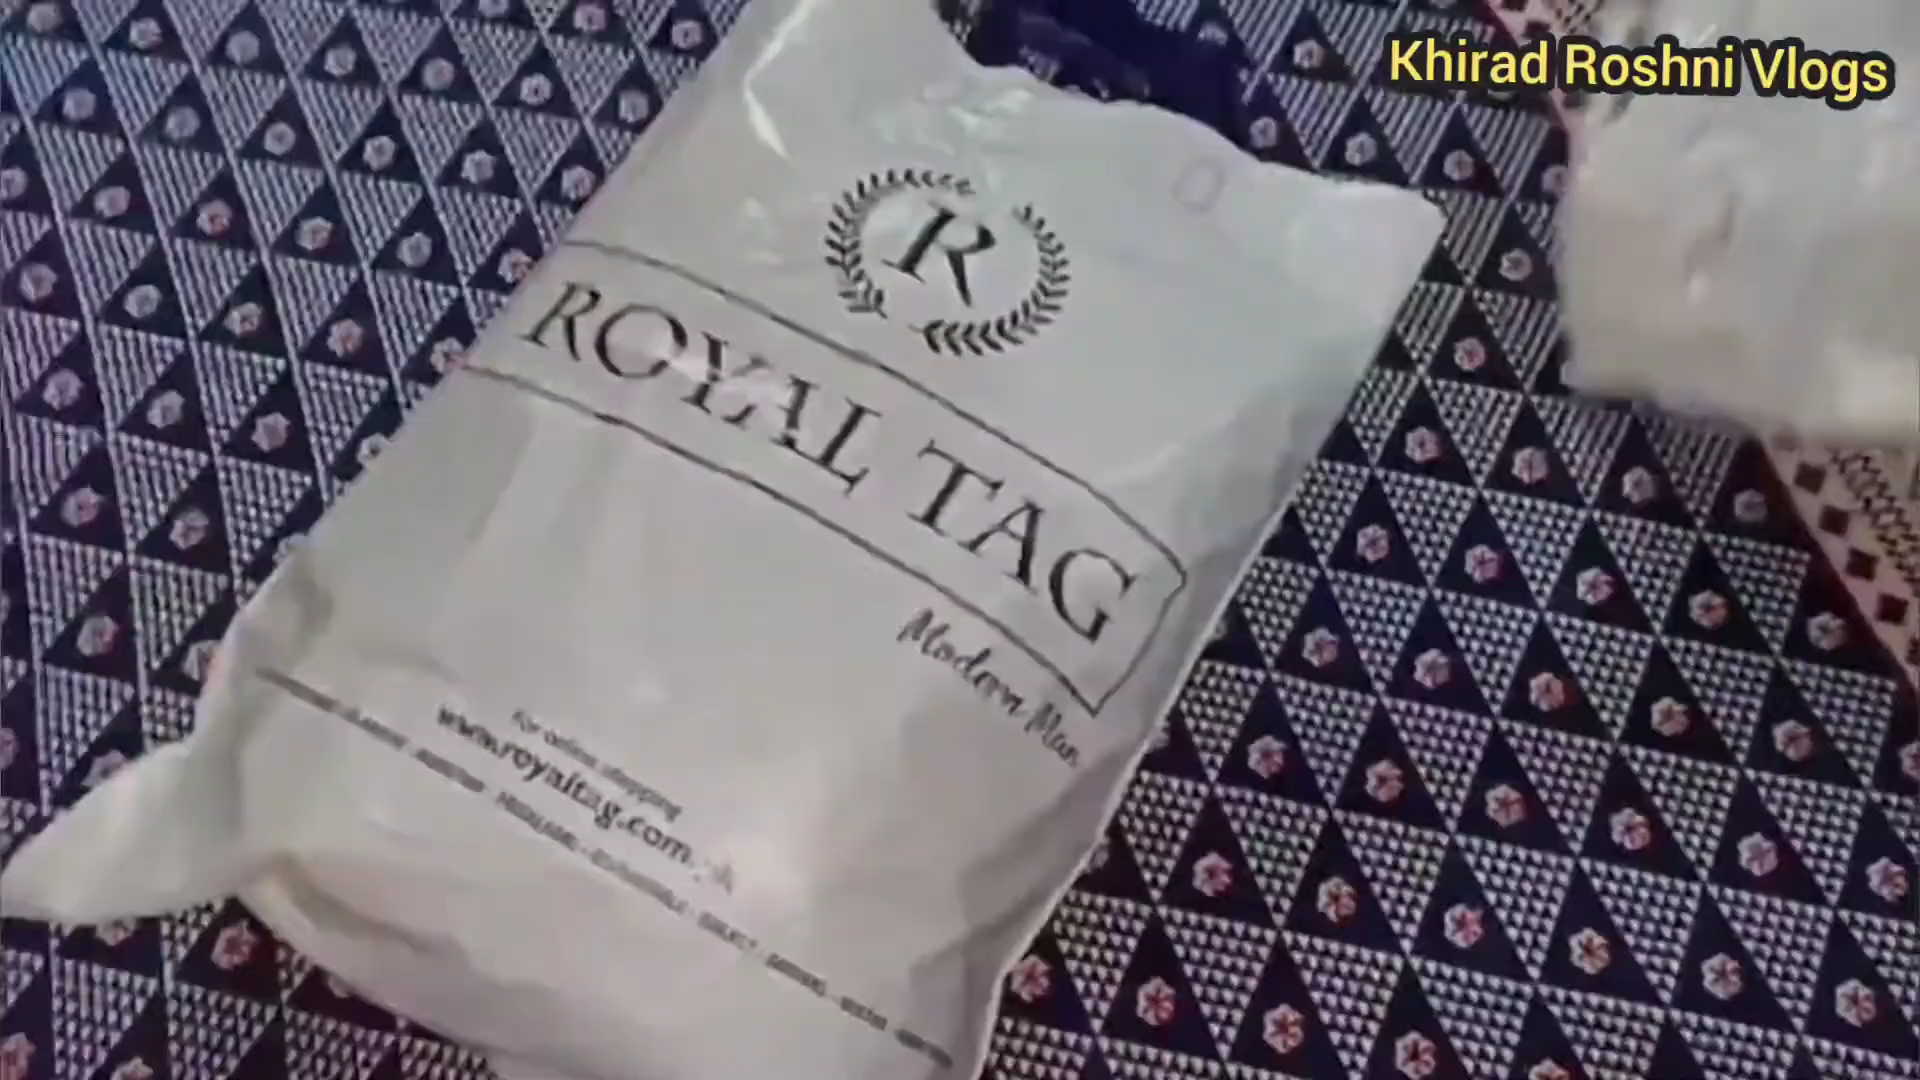 Khirad Roshni Vlogs
R
ROYAL TAG
Modern Man
For online shopping
www.royaltag.com.pk